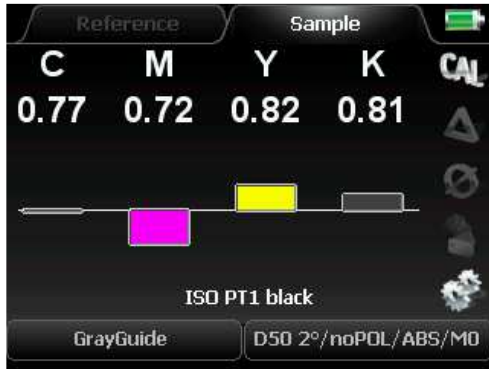 Reference Sample
C M Y K CAL
0.77 0.72 0.82 0.81
ISO PT1 black
GrayGuide D50 2°/noPOL/ABS/M0